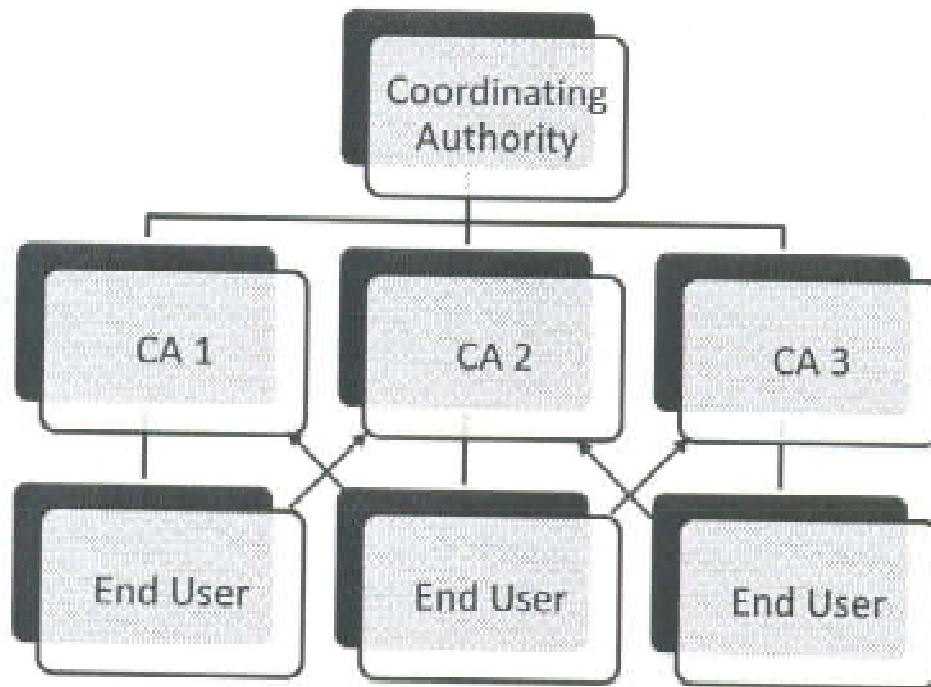 Coordinating
Authority
CA 1
CA 2
CA 3
End User
End User
End User